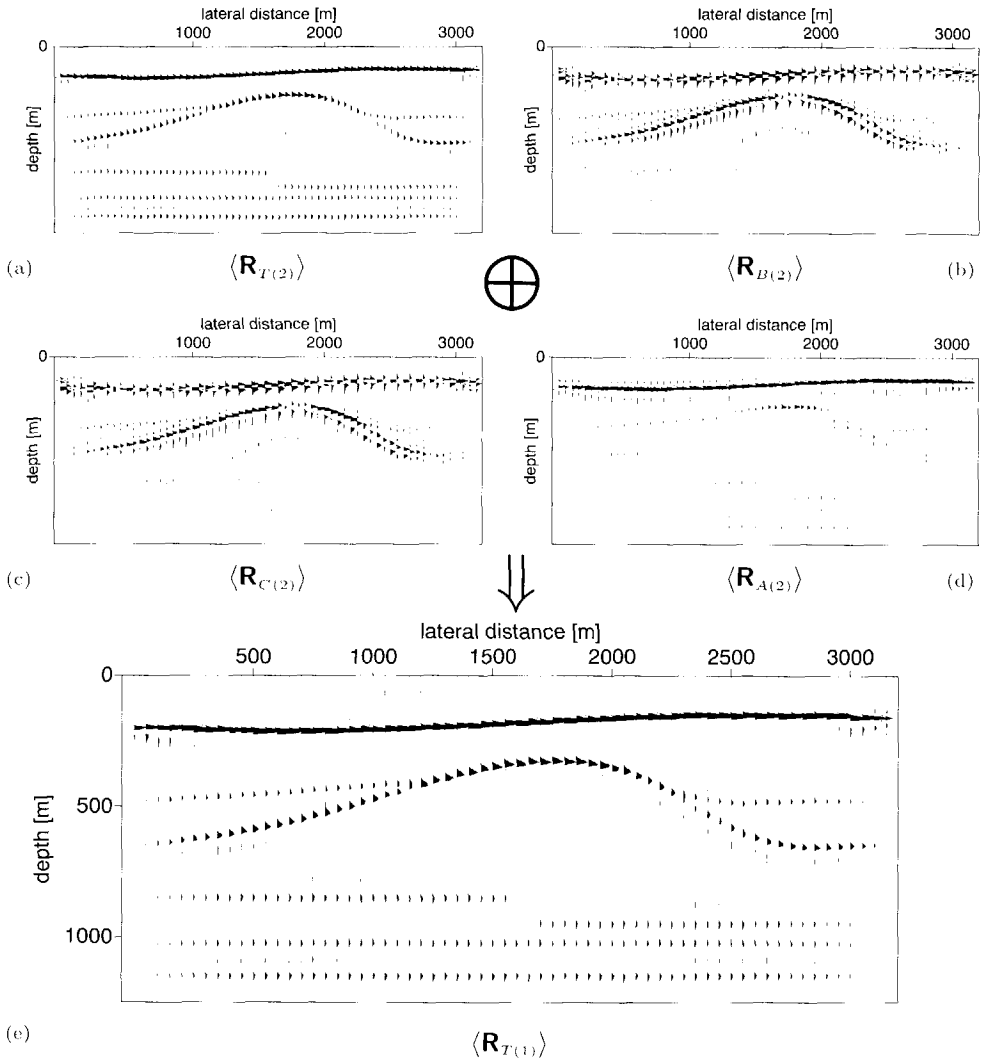 lateral distance [m]
1000 2000 3000
0
depth [m]
(a) ⟨R_T(2)⟩
lateral distance [m]
1000 2000 3000
0
depth [m]
⟨R_B(2)⟩ (b)
lateral distance [m]
1000 2000 3000
0
depth [m]
(c) ⟨R_C(2)⟩
lateral distance [m]
1000 2000 3000
0
depth [m]
⟨R_A(2)⟩ (d)
lateral distance [m]
500 1000 1500 2000 2500 3000
0
500
1000
depth [m]
(e) ⟨R_T(1)⟩